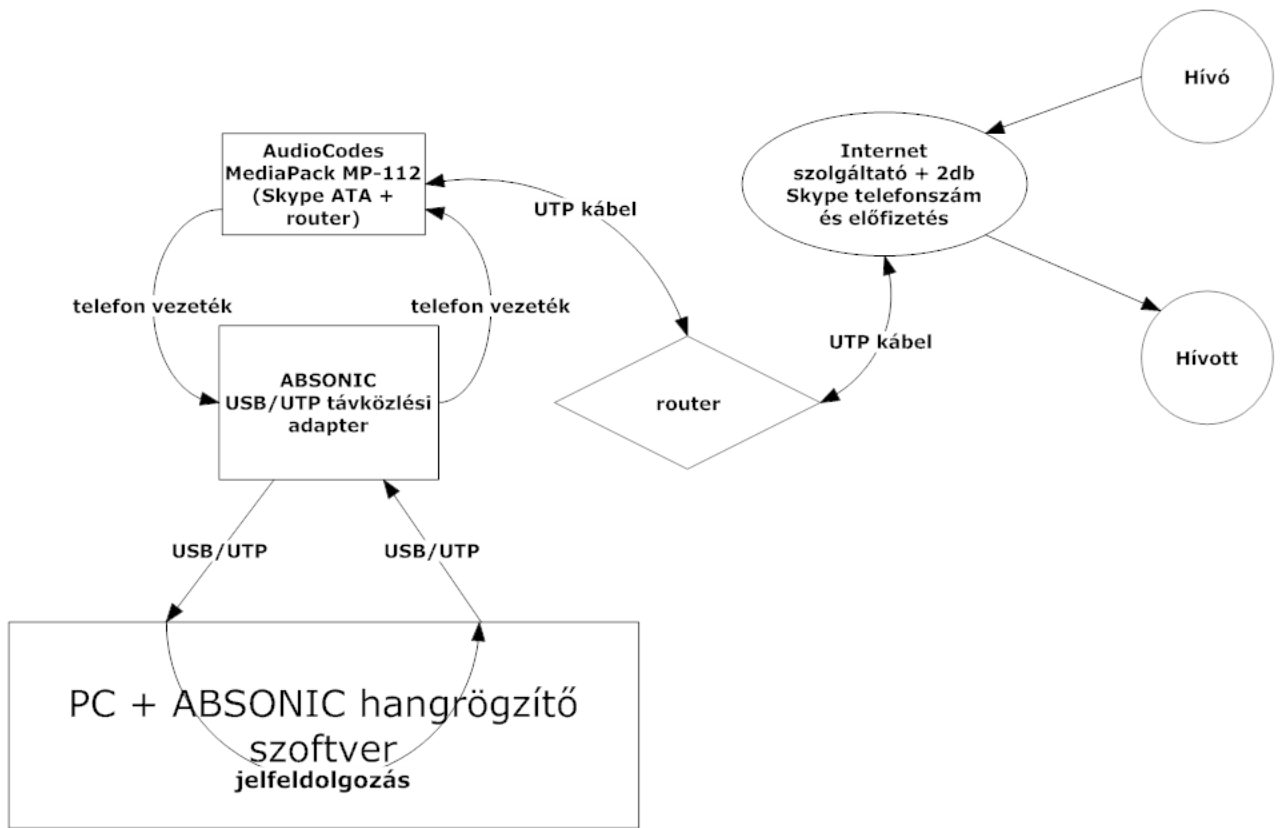 Hívó
AudioCodes
MediaPack MP-112
(Skype ATA +
router)
Internet
szolgáltató + 2db
Skype telefonszám
és előfizetés
UTP kábel
telefon vezeték
telefon vezeték
UTP kábel
Hívott
ABSONIC
USB/UTP távközlési
adapter
router
USB/UTP
USB/UTP
PC + ABSONIC hangrögzítő
szoftver
jelfeldolgozás